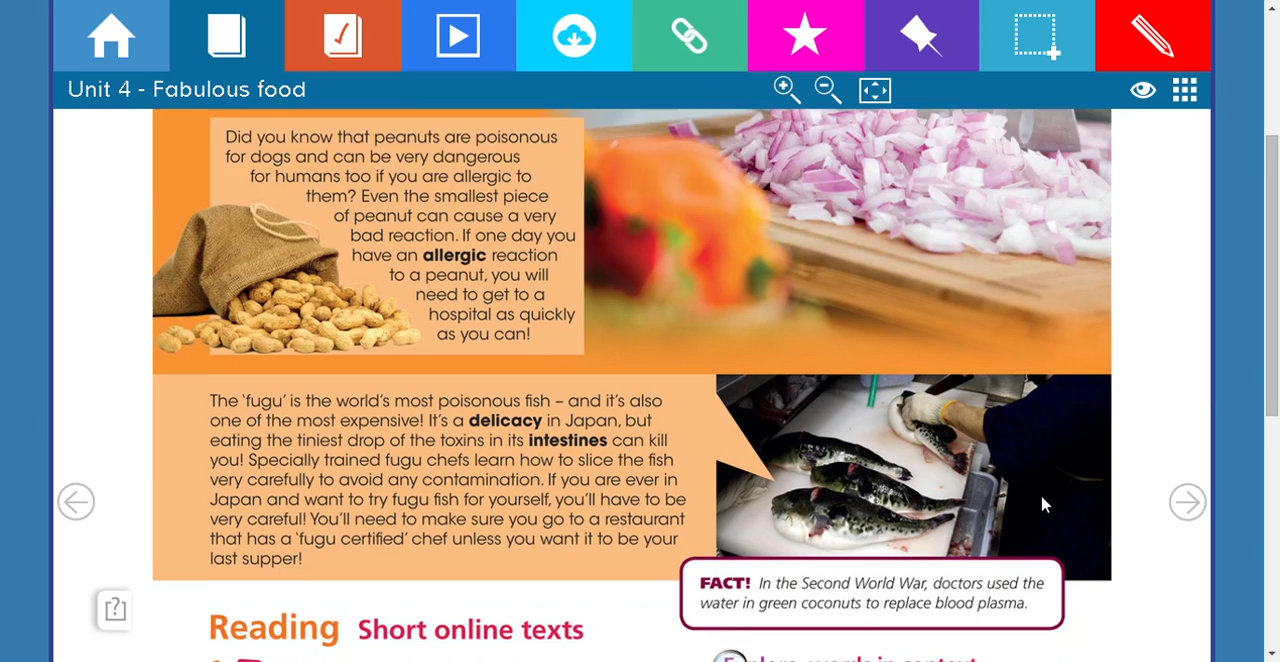 Unit 4 - Fabulous food
Did you know that peanuts are poisonous
for dogs and can be very dangerous
for humans too if you are allergic to
them? Even the smallest piece
of peanut can cause a very
bad reaction. If one day you
have an allergic reaction
to a peanut, you will
need to get to a
hospital as quickly
as you can!
The ‘fugu’ is the world’s most poisonous fish – and it’s also
one of the most expensive! It’s a delicacy in Japan, but
eating the tiniest drop of the toxins in its intestines can kill
you! Specially trained fugu chefs learn how to slice the fish
very carefully to avoid any contamination. If you are ever in
Japan and want to try fugu fish for yourself, you’ll have to be
very careful! You’ll need to make sure you go to a restaurant
that has a ‘fugu certified’ chef unless you want it to be your
last supper!
FACT! In the Second World War, doctors used the
water in green coconuts to replace blood plasma.
[?]
Reading Short online texts
Explore words in context